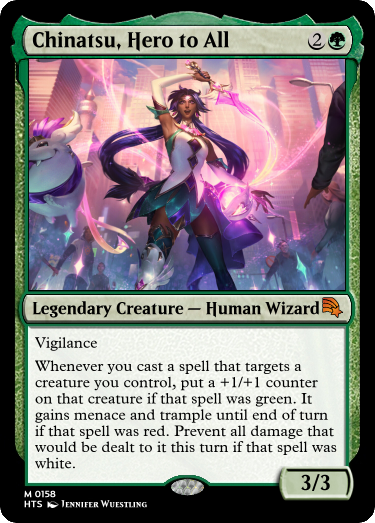 Chinatsu, Hero to All 2
Legendary Creature — Human Wizard
Vigilance
Whenever you cast a spell that targets a
creature you control, put a +1/+1 counter
on that creature if that spell was green. It
gains menace and trample until end of turn
if that spell was red. Prevent all damage that
would be dealt to it this turn if that spell was
white.
3/3
M 0158
HTS Jennifer Wuestling